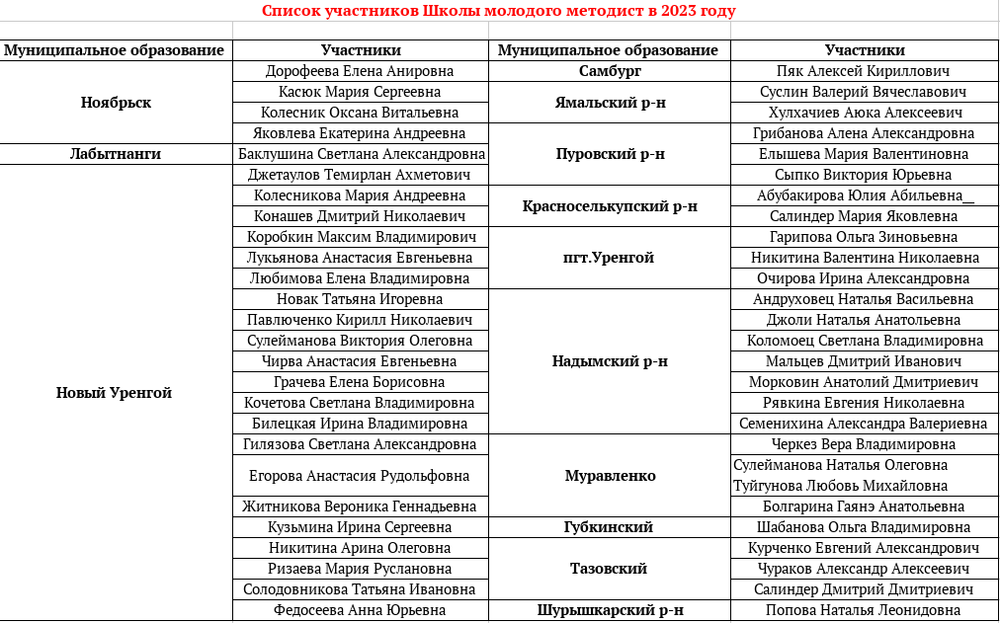 Список участников Школы молодого методист в 2023 году
Муниципальное образование Участники Муниципальное образование Участники
Дорофеева Елена Анировна Самбург Пяк Алексей Кириллович
Касюк Мария Сергеевна Суслин Валерий Вячеславович
Ноябрьск Ямальский р-н
Колесник Оксана Витальевна Хулхачиев Аюка Алексеевич
Яковлева Екатерина Андреевна Грибанова Алена Александровна
Лабытнанги Баклушина Светлана Александровна Пуровский р-н Елышева Мария Валентиновна
Джетаулов Темирлан Ахметович Сыпко Виктория Юрьевна
Колесникова Мария Андреевна Абубакирова Юлия Абильевна__
Красноселькупский р-н
Конашев Дмитрий Николаевич Салиндер Мария Яковлевна
Коробкин Максим Владимирович Гарипова Ольга Зиновьевна
Лукьянова Анастасия Евгеньевна пгт.Уренгой Никитина Валентина Николаевна
Любимова Елена Владимировна Очирова Ирина Александровна
Новак Татьяна Игоревна Андруховец Наталья Васильевна
Павлюченко Кирилл Николаевич Джоли Наталья Анатольевна
Сулейманова Виктория Олеговна Коломоец Светлана Владимировна
Чирва Анастасия Евгеньевна Надымский р-н Мальцев Дмитрий Иванович
Грачева Елена Борисовна Морковин Анатолий Дмитриевич
Новый Уренгой
Кочетова Светлана Владимировна Рявкина Евгения Николаевна
Билецкая Ирина Владимировна Семенихина Александра Валериевна
Гилязова Светлана Александровна Черкез Вера Владимировна
Сулейманова Наталья Олеговна
Егорова Анастасия Рудольфовна Муравленко
Туйгунова Любовь Михайловна
Житникова Вероника Геннадьевна Болгарина Гаянэ Анатольевна
Кузьмина Ирина Сергеевна Губкинский Шабанова Ольга Владимировна
Никитина Арина Олеговна Курченко Евгений Александрович
Ризаева Мария Руслановна Тазовский Чураков Александр Алексеевич
Солодовникова Татьяна Ивановна Салиндер Дмитрий Дмитриевич
Федосеева Анна Юрьевна Шурышкарский р-н Попова Наталья Леонидовна